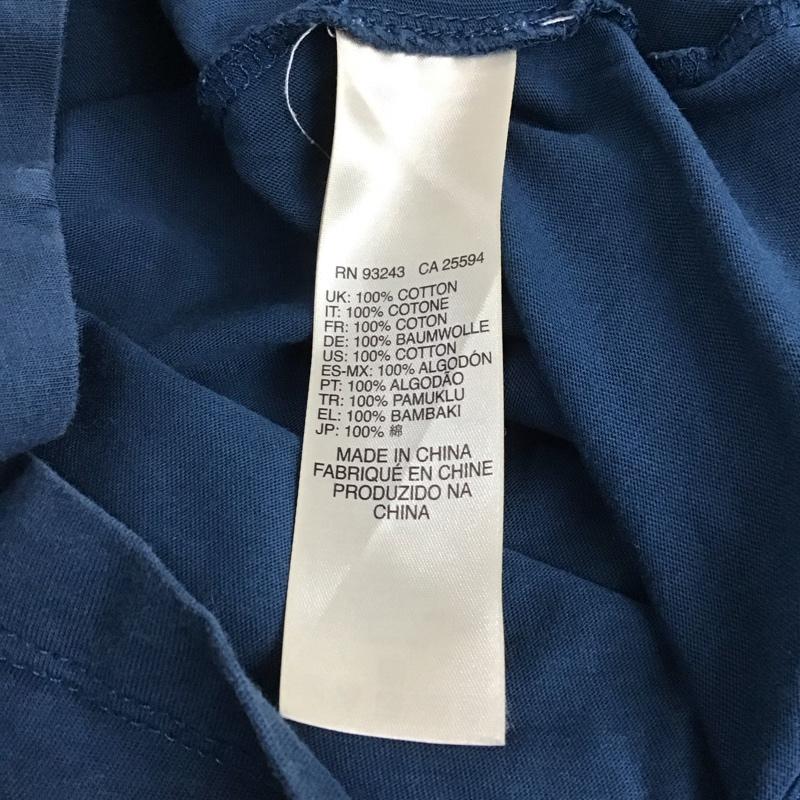 RN 93243 CA 25594
UK: 100% COTTON
IT: 100% COTONE
FR: 100% COTON
DE: 100% BAUMWOLLE
US: 100% COTTON
ES-MX: 100% ALGODÓN
PT: 100% ALGODÃO
TR: 100% PAMUKLU
EL: 100% BAMBAKI
JP: 100% 綿
MADE IN CHINA
FABRIQUÉ EN CHINE
PRODUZIDO NA
CHINA